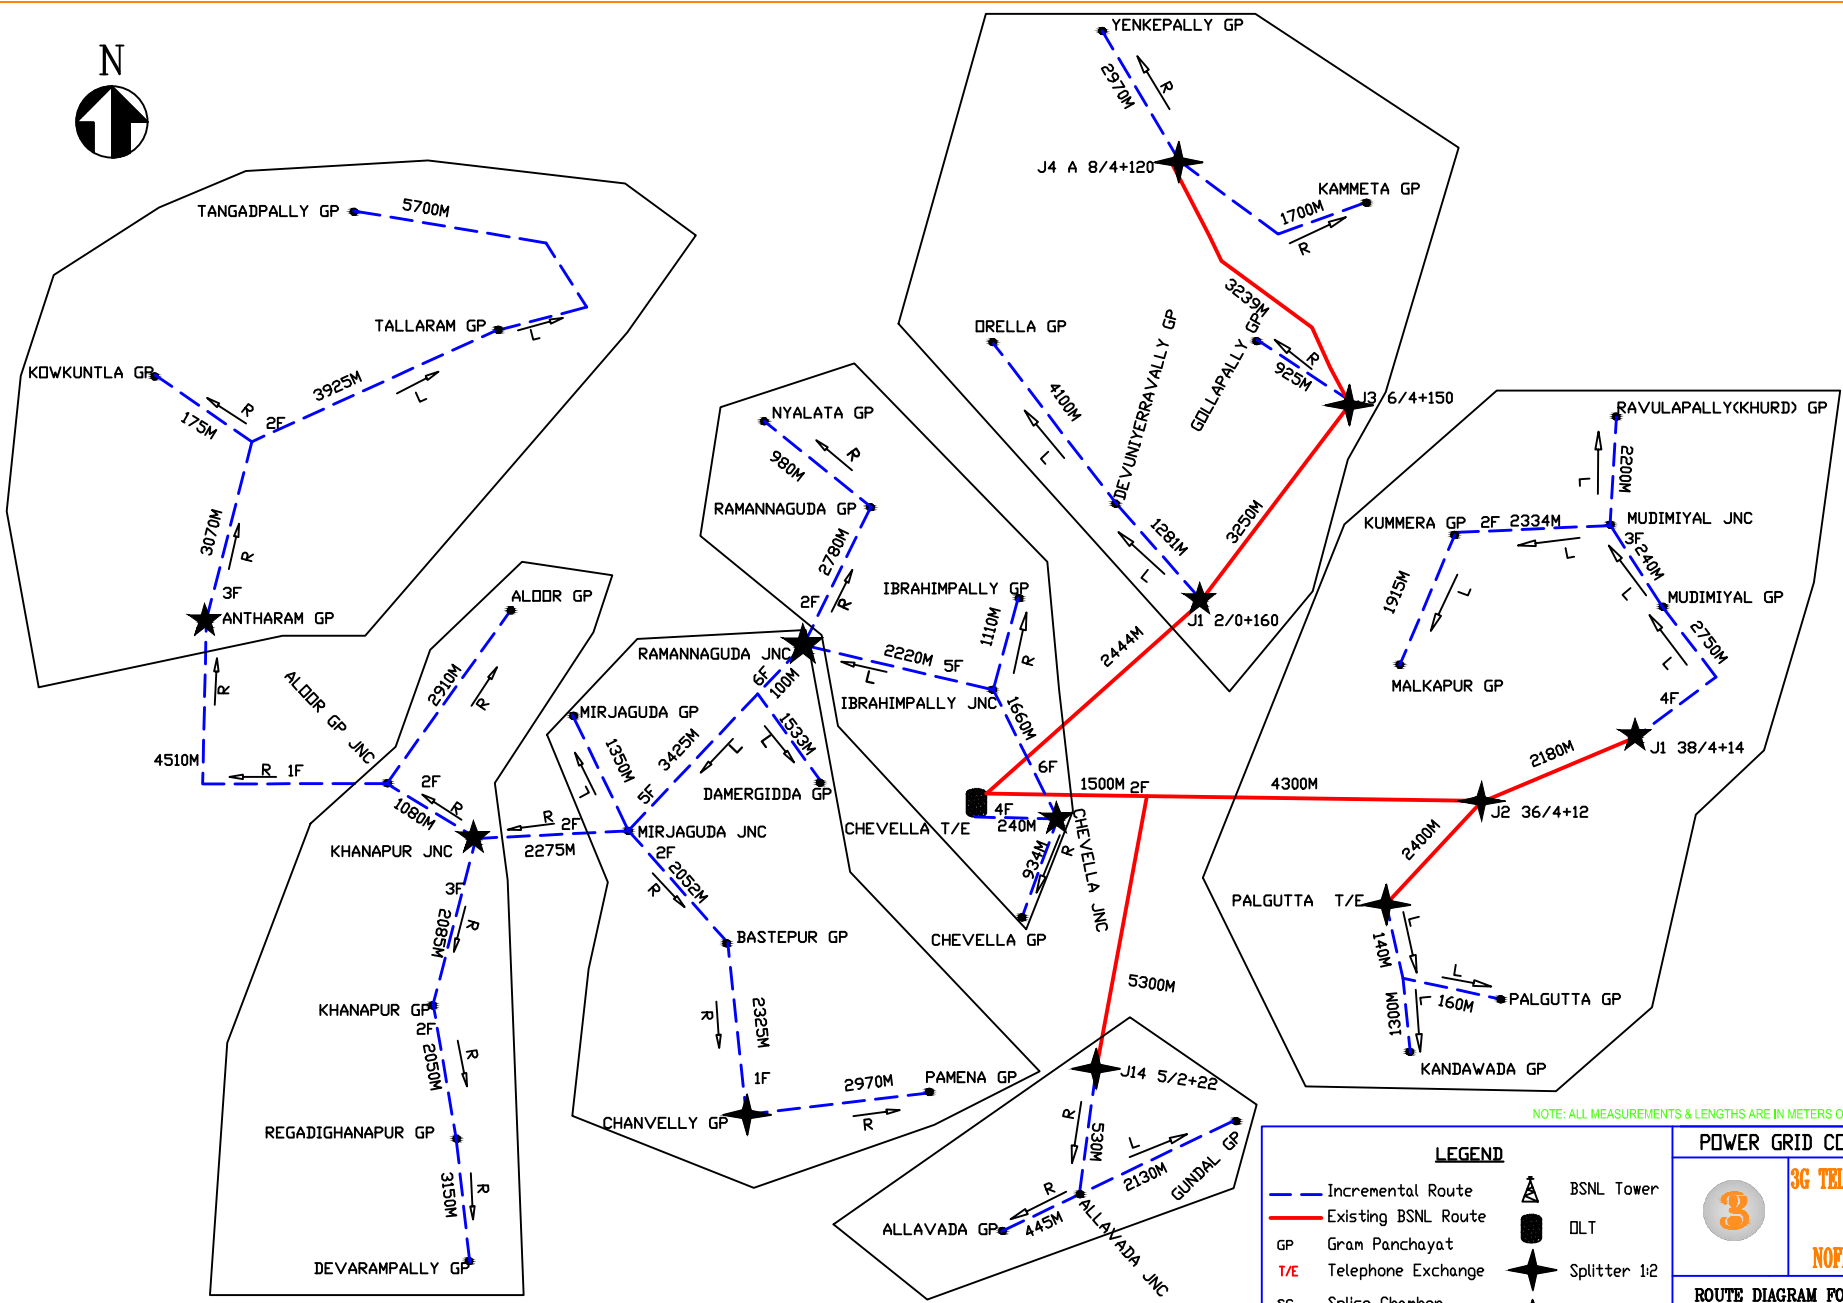 N
YENKEPALLY GP
2970M
R
J4 A 8/4+120
KAMMETA GP
1700M
R
TANGADPALLY GP
5700M
TALLARAM GP
L
KOWKUNTLA GP
175M
R
2F
3925M
L
3070M
R
3F
ANTHARAM GP
R
4510M
R 1F
3239M
ORELLA GP
4100M
L
DEVUNIYERRAVALLY GP
GOLLAPALLY GP
R
925M
J3 6/4+150
1281M
L
3250M
J1 2/0+160
2444M
NYALATA GP
980M
R
RAMANNAGUDA GP
2780M
2F
R
IBRAHIMPALLY GP
1110M
R
RAMANNAGUDA JNC
2220M 5F
L
IBRAHIMPALLY JNC
1660M
6F
6F
100M
1533M
L
3425M
L
5F
DAMERGIDDA GP
MIRJAGUDA GP
1350M
L
MIRJAGUDA JNC
2F
2052M
R
R 2F
2275M
ALOOR GP
2910M
R
ALOOR GP JNC
2F
1080M
R
KHANAPUR JNC
3F
2085M
R
KHANAPUR GP
2F
2050M
R
REGADIGHANAPUR GP
3150M
R
DEVARAMPALLY GP
BASTEPUR GP
2325M
R
1F
CHANVELLY GP
2970M
R
PAMENA GP
1500M 2F
4300M
CHEVELLA T/E
4F
240M
CHEVELLA JNC
934M
R
CHEVELLA GP
5300M
J14 5/2+22
R
530M
L
2130M
GUNDAL GP
R
445M
ALLAVADA GP
ALLAVADA JNC
RAVULAPALLY(KHURD) GP
2200M
L
KUMMERA GP
2F 2334M
L
MUDIMIYAL JNC
3F
240M
L
MUDIMIYAL GP
2750M
L
4F
1915M
L
MALKAPUR GP
J1 38/4+14
2180M
J2 36/4+12
2400M
PALGUTTA T/E
140M
L
L
160M
PALGUTTA GP
1300M
L
KANDAWADA GP
NOTE: ALL MEASUREMENTS & LENGTHS ARE IN METERS O
LEGEND
Incremental Route
BSNL Tower
Existing BSNL Route
OLT
GP Gram Panchayat
T/E Telephone Exchange
Splitter 1:2
POWER GRID CO
3
3G TEL
NOF
ROUTE DIAGRAM FO